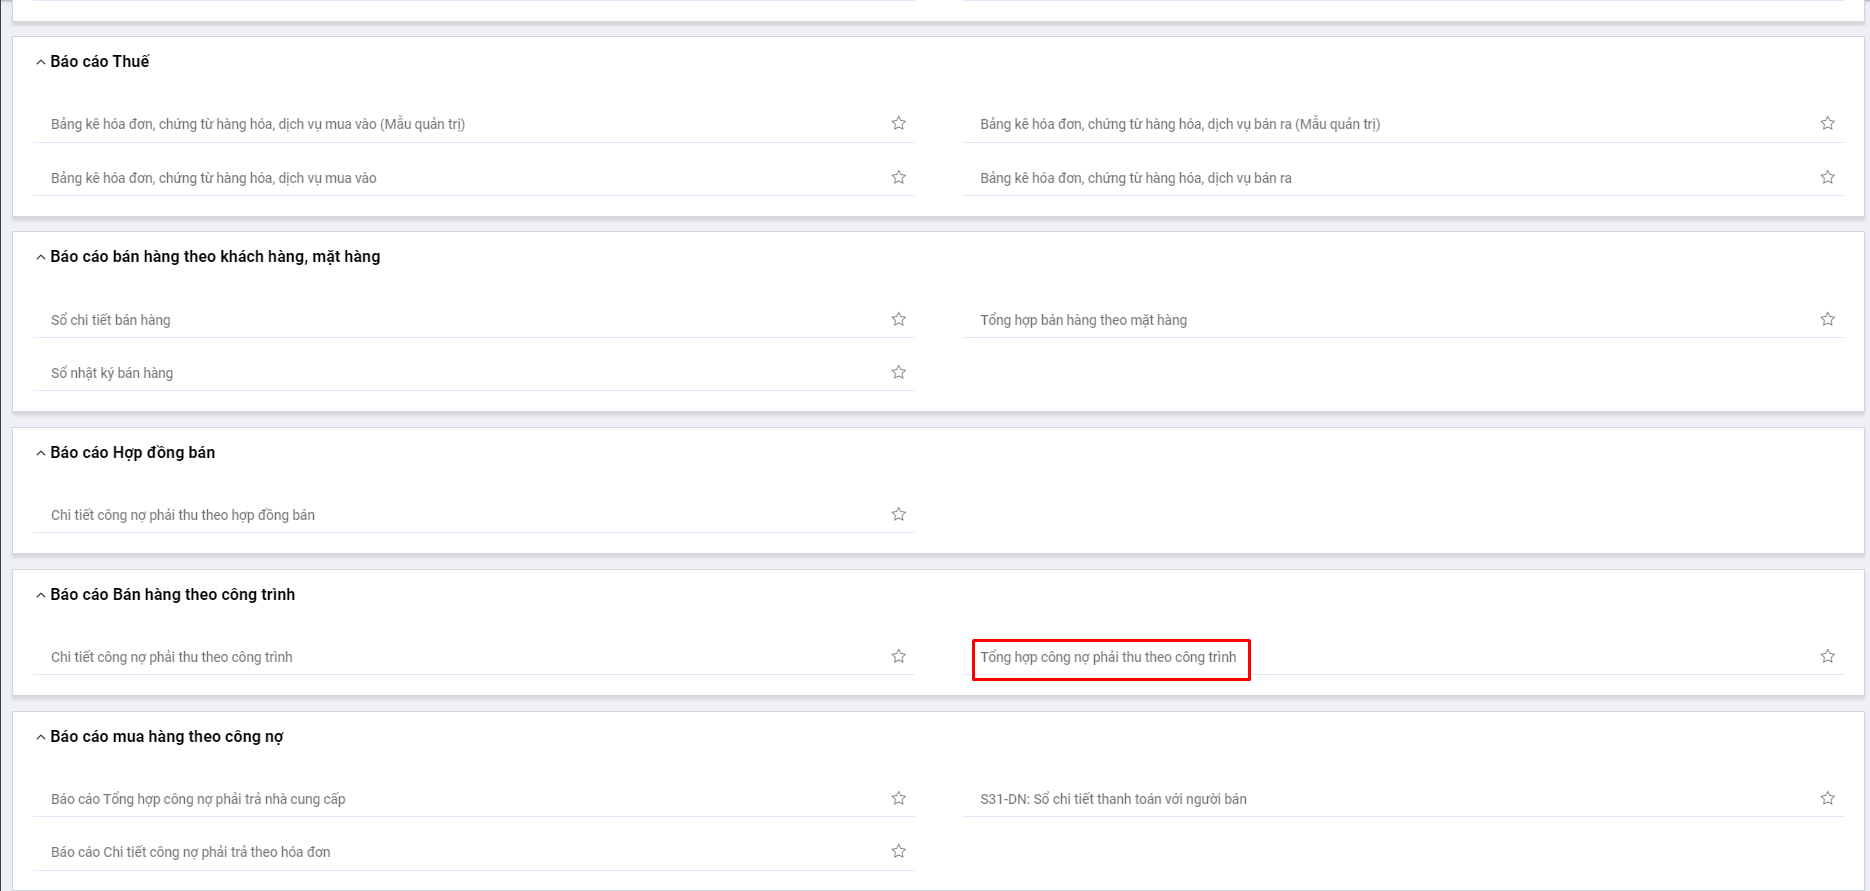 Báo cáo Thuế
Bảng kê hóa đơn, chứng từ hàng hóa, dịch vụ mua vào (Mẫu quản trị)
Bảng kê hóa đơn, chứng từ hàng hóa, dịch vụ bán ra (Mẫu quản trị)
Bảng kê hóa đơn, chứng từ hàng hóa, dịch vụ mua vào
Bảng kê hóa đơn, chứng từ hàng hóa, dịch vụ bán ra
Báo cáo bán hàng theo khách hàng, mặt hàng
Sổ chi tiết bán hàng
Tổng hợp bán hàng theo mặt hàng
Sổ nhật ký bán hàng
Báo cáo Hợp đồng bán
Chi tiết công nợ phải thu theo hợp đồng bán
Báo cáo Bán hàng theo công trình
Chi tiết công nợ phải thu theo công trình
Tổng hợp công nợ phải thu theo công trình
Báo cáo mua hàng theo công nợ
Báo cáo Tổng hợp công nợ phải trả nhà cung cấp
S31-DN: Sổ chi tiết thanh toán với người bán
Báo cáo Chi tiết công nợ phải trả theo hóa đơn